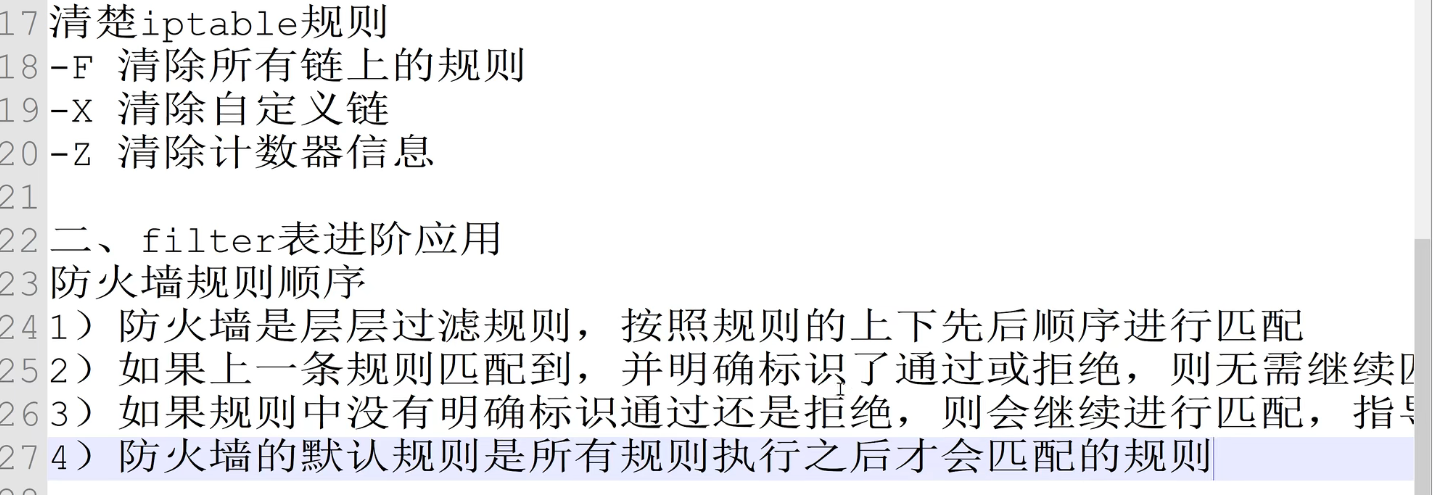 17 清楚iptable规则
18 -F 清除所有链上的规则
19 -X 清除自定义链
20 -Z 清除计数器信息
21
22 二、filter表进阶应用
23 防火墙规则顺序
24 1）防火墙是层层过滤规则，按照规则的上下先后顺序进行匹配
25 2）如果上一条规则匹配到，并明确标识了通过或拒绝，则无需继续
26 3）如果规则中没有明确标识通过还是拒绝，则会继续进行匹配，指
27 4）防火墙的默认规则是所有规则执行之后才会匹配的规则